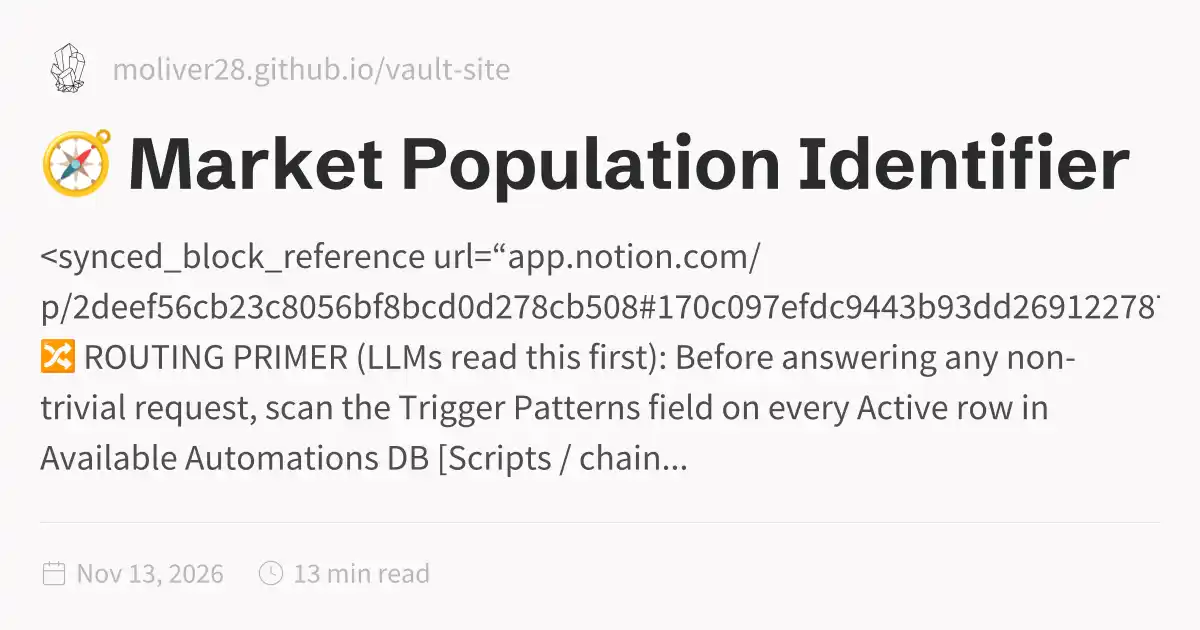 moliver28.github.io/vault-site
🧭 Market Population Identifier
<synced_block_reference url=“app.notion.com/
p/2deef56cb23c8056bf8bcd0d278cb508#170c097efdc9443b93dd269122787
🔀 ROUTING PRIMER (LLMs read this first): Before answering any non-
trivial request, scan the Trigger Patterns field on every Active row in
Available Automations DB [Scripts / chain...
Nov 13, 2026
13 min read